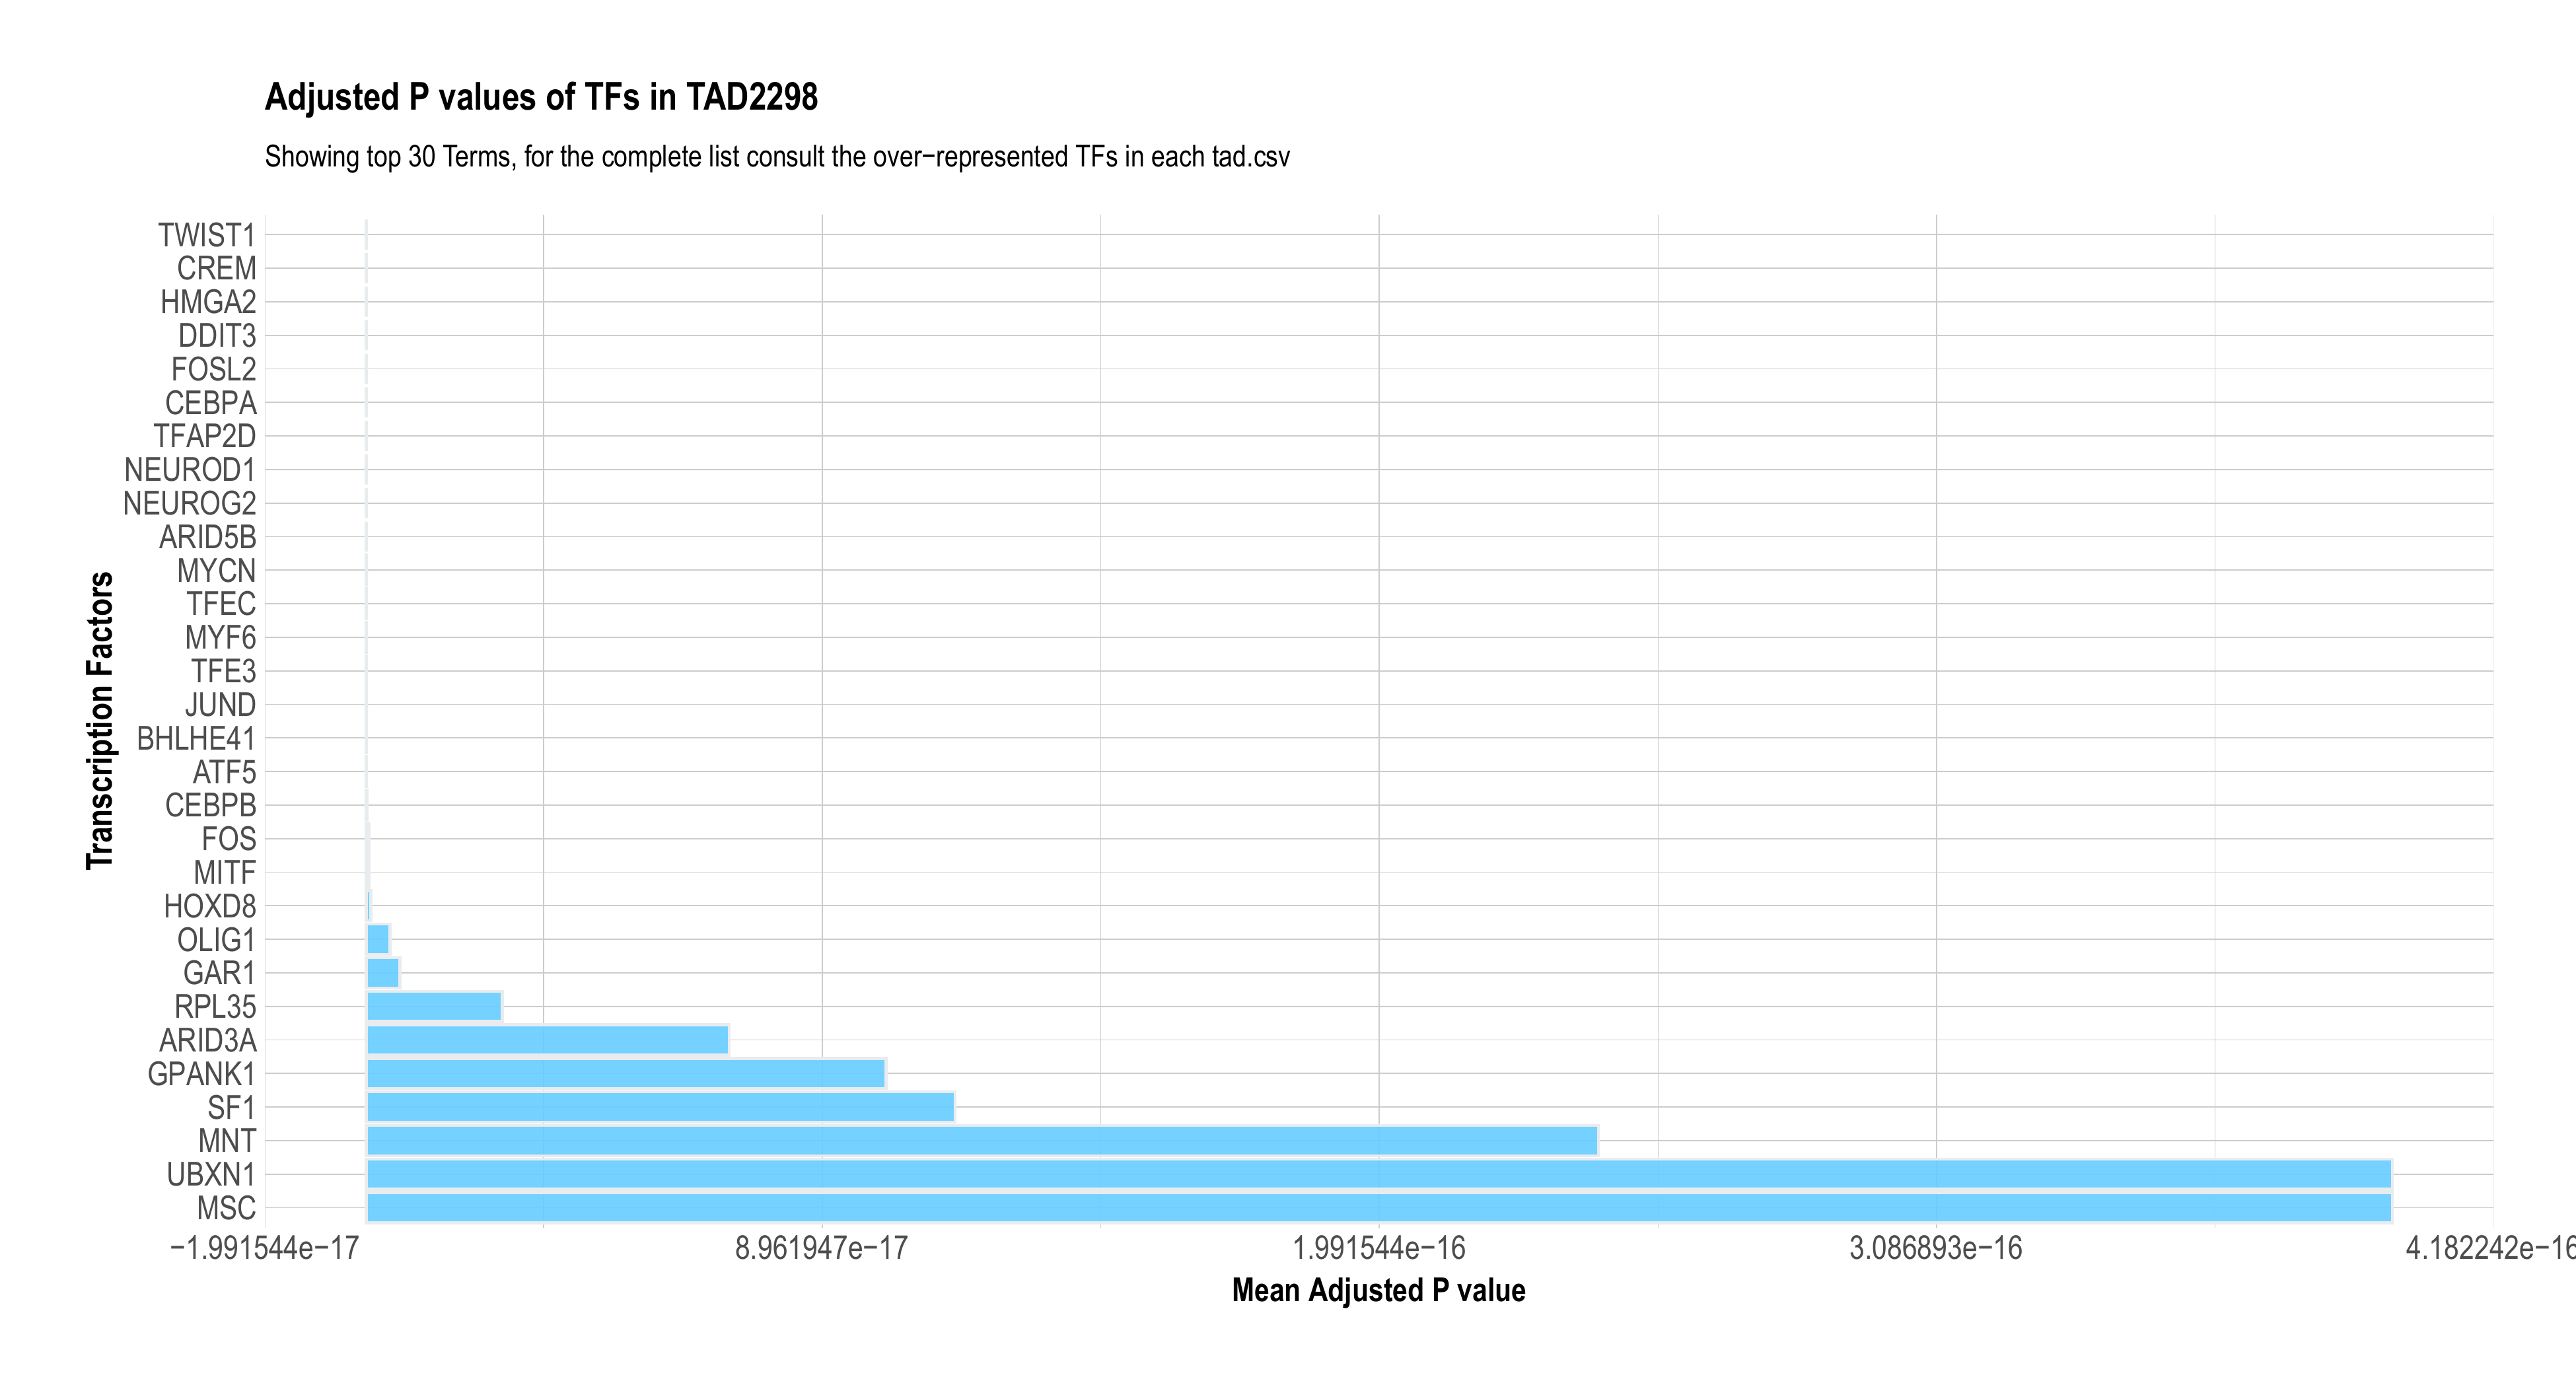 Adjusted P values of TFs in TAD2298
Showing top 30 Terms, for the complete list consult the over−represented TFs in each tad.csv
Transcription Factors
TWIST1
CREM
HMGA2
DDIT3
FOSL2
CEBPA
TFAP2D
NEUROD1
NEUROG2
ARID5B
MYCN
TFEC
MYF6
TFE3
JUND
BHLHE41
ATF5
CEBPB
FOS
MITF
HOXD8
OLIG1
GAR1
RPL35
ARID3A
GPANK1
SF1
MNT
UBXN1
MSC
−1.991544e−17 8.961947e−17 1.991544e−16 3.086893e−16 4.182242e−16
Mean Adjusted P value